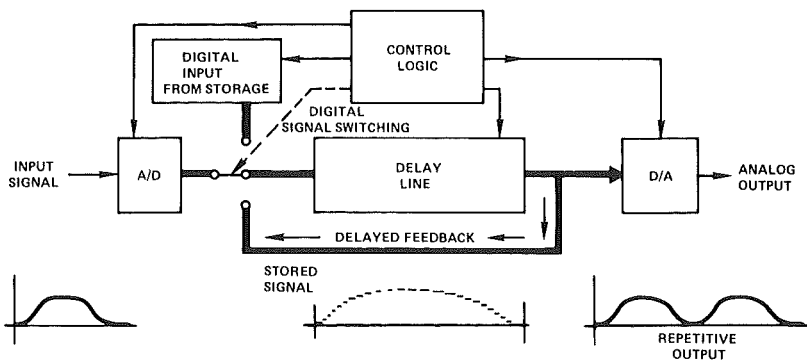 CONTROL
LOGIC
DIGITAL
INPUT
FROM STORAGE
DIGITAL
SIGNAL SWITCHING
INPUT
SIGNAL
A/D
DELAY
LINE
D/A
ANALOG
OUTPUT
DELAYED FEEDBACK
STORED
SIGNAL
REPETITIVE
OUTPUT